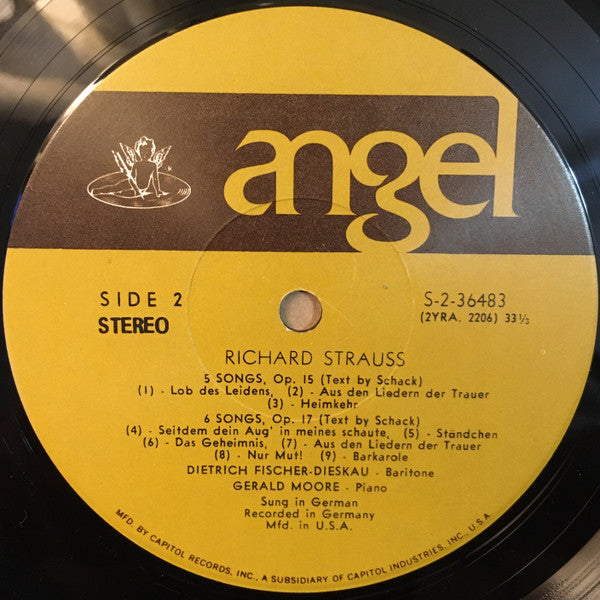 angel
SIDE 2
STEREO
S-2-36483
(2YRA. 2206) 33⅓
RICHARD STRAUSS
5 SONGS, Op. 15 (Text by Schack)
(1) - Lob des Leidens, (2) - Aus den Liedern der Trauer
(3) - Heimkehr
6 SONGS, Op. 17 (Text by Schack)
(4) - Seitdem dein Aug' in meines schaute, (5) - Ständchen
(6) - Das Geheimnis, (7) - Aus den Liedern der Trauer
(8) - Nur Mut! (9) - Barkarole
DIETRICH FISCHER-DIESKAU - Baritone
GERALD MOORE - Piano
Sung in German
Recorded in Germany
Mfd. in U.S.A.
MFD. BY CAPITOL RECORDS, INC., A SUBSIDIARY OF CAPITOL INDUSTRIES, INC., U.S.A.